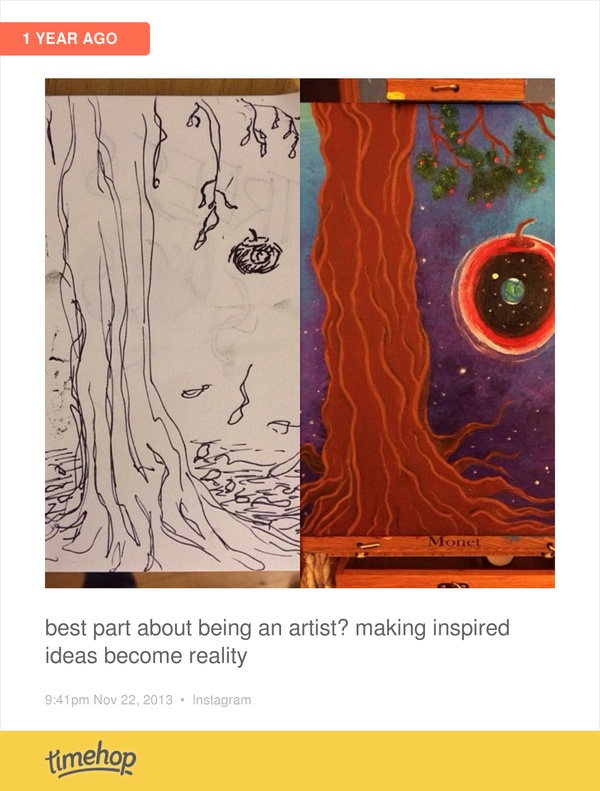 1 YEAR AGO
Monet
best part about being an artist? making inspired
ideas become reality
9:41pm Nov 22, 2013 • Instagram
timehop